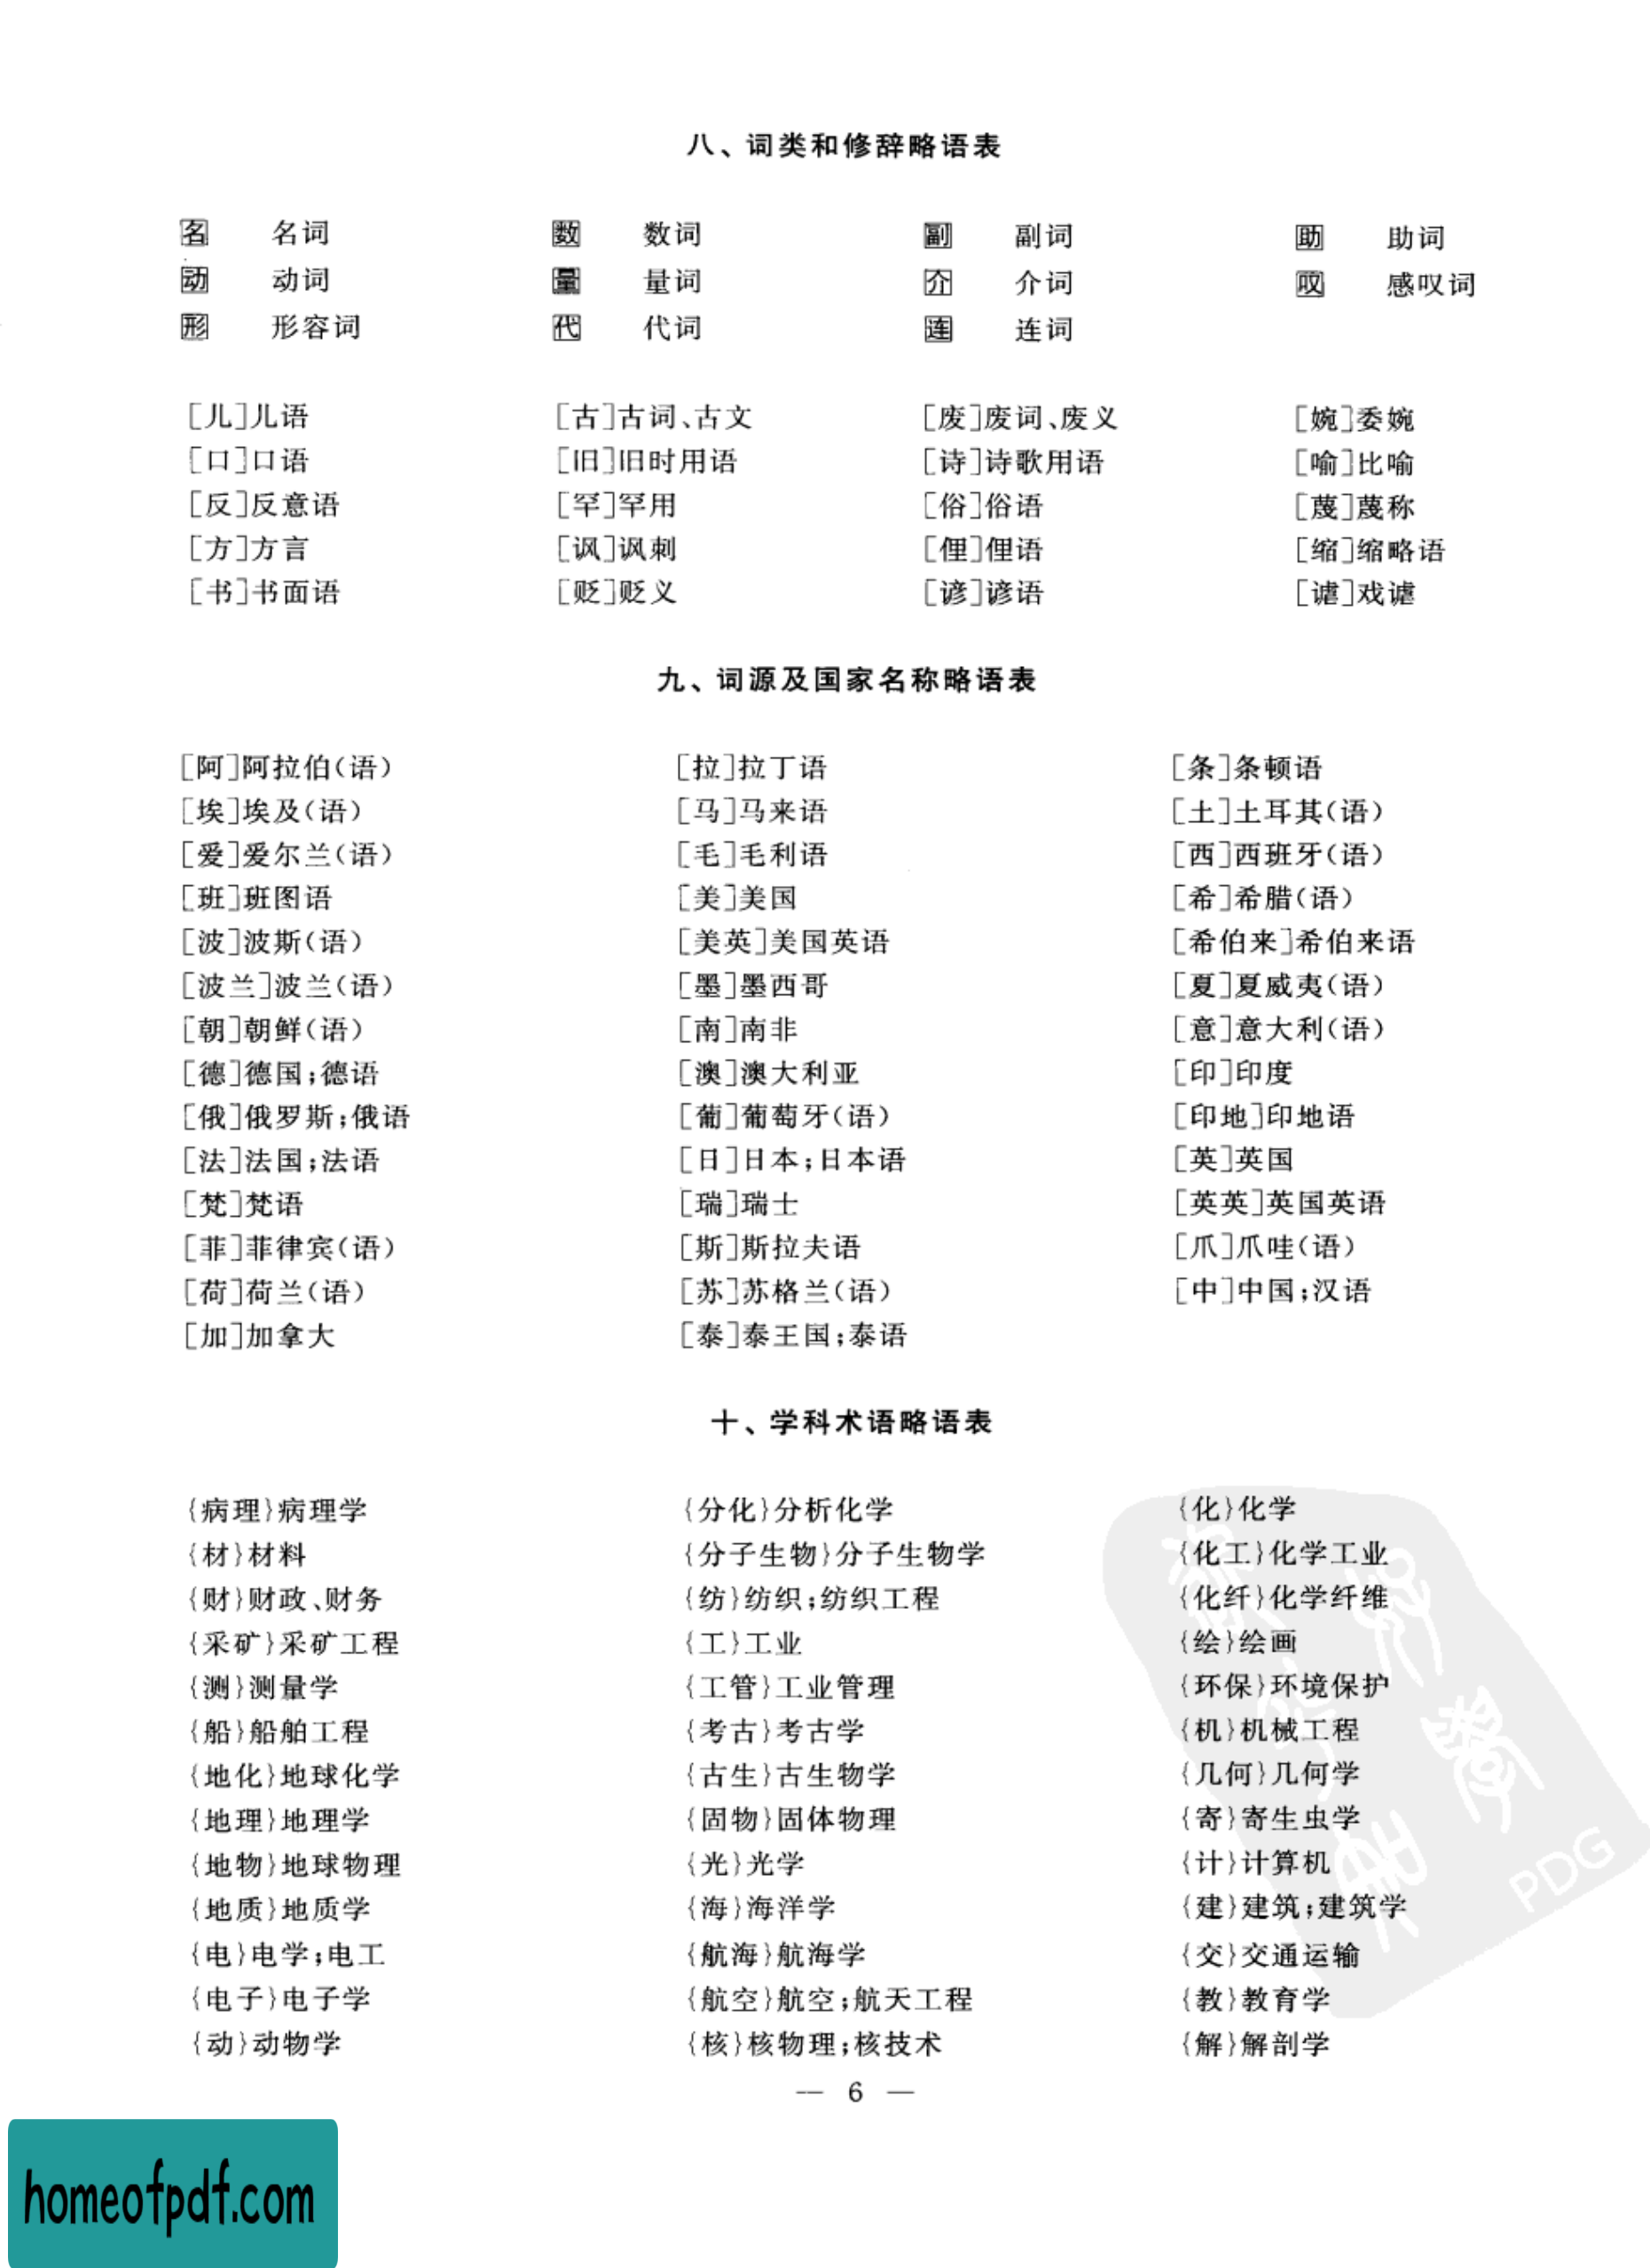 八、词类和修辞略语表
名 名词 数 数词 副 副词 助 助词
动 动词 量 量词 介 介词 叹 感叹词
形 形容词 代 代词 连 连词
[儿]儿语 [古]古词、古文 [废]废词、废义 [婉]委婉
[口]口语 [旧]旧时用语 [诗]诗歌用语 [喻]比喻
[反]反意语 [罕]罕用 [俗]俗语 [蔑]蔑称
[方]方言 [讽]讽刺 [俚]俚语 [缩]缩略语
[书]书面语 [贬]贬义 [谚]谚语 [谑]戏谑
九、词源及国家名称略语表
[阿]阿拉伯(语) [拉]拉丁语 [条]条顿语
[埃]埃及(语) [马]马来语 [土]土耳其(语)
[爱]爱尔兰(语) [毛]毛利语 [西]西班牙(语)
[班]班图语 [美]美国 [希]希腊(语)
[波]波斯(语) [美英]美国英语 [希伯来]希伯来语
[波兰]波兰(语) [墨]墨西哥 [夏]夏威夷(语)
[朝]朝鲜(语) [南]南非 [意]意大利(语)
[德]德国;德语 [澳]澳大利亚 [印]印度
[俄]俄罗斯;俄语 [葡]葡萄牙(语) [印地]印地语
[法]法国;法语 [日]日本;日本语 [英]英国
[梵]梵语 [瑞]瑞士 [英英]英国英语
[菲]菲律宾(语) [斯]斯拉夫语 [爪]爪哇(语)
[荷]荷兰(语) [苏]苏格兰(语) [中]中国;汉语
[加]加拿大 [泰]泰王国;泰语
十、学科术语略语表
{病理}病理学 {分化}分析化学 {化}化学
{材}材料 {分子生物}分子生物学 {化工}化学工业
{财}财政、财务 {纺}纺织;纺织工程 {化纤}化学纤维
{采矿}采矿工程 {工}工业 {绘}绘画
{测}测量学 {工管}工业管理 {环保}环境保护
{船}船舶工程 {考古}考古学 {机}机械工程
{地化}地球化学 {古生}古生物学 {几何}几何学
{地理}地理学 {固物}固体物理 {寄}寄生虫学
{地物}地球物理 {光}光学 {计}计算机
{地质}地质学 {海}海洋学 {建}建筑;建筑学
{电}电学;电工 {航海}航海学 {交}交通运输
{电子}电子学 {航空}航空;航天工程 {教}教育学
{动}动物学 {核}核物理;核技术 {解}解剖学
PDG
— 6 —
homeofpdf.com